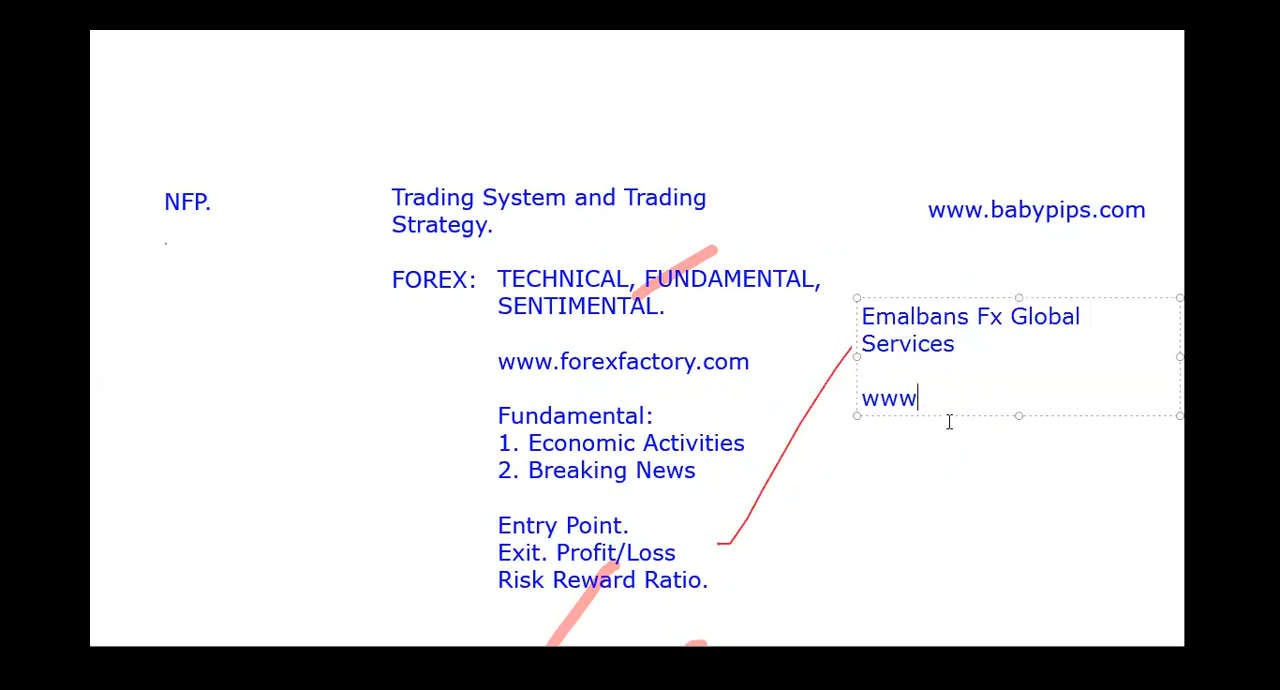 NFP.
Trading System and Trading
Strategy.
www.babypips.com
FOREX: TECHNICAL, FUNDAMENTAL,
SENTIMENTAL.
www.forexfactory.com
Fundamental:
1. Economic Activities
2. Breaking News
Entry Point.
Exit. Profit/Loss
Risk Reward Ratio.
Emalbans Fx Global
Services
www